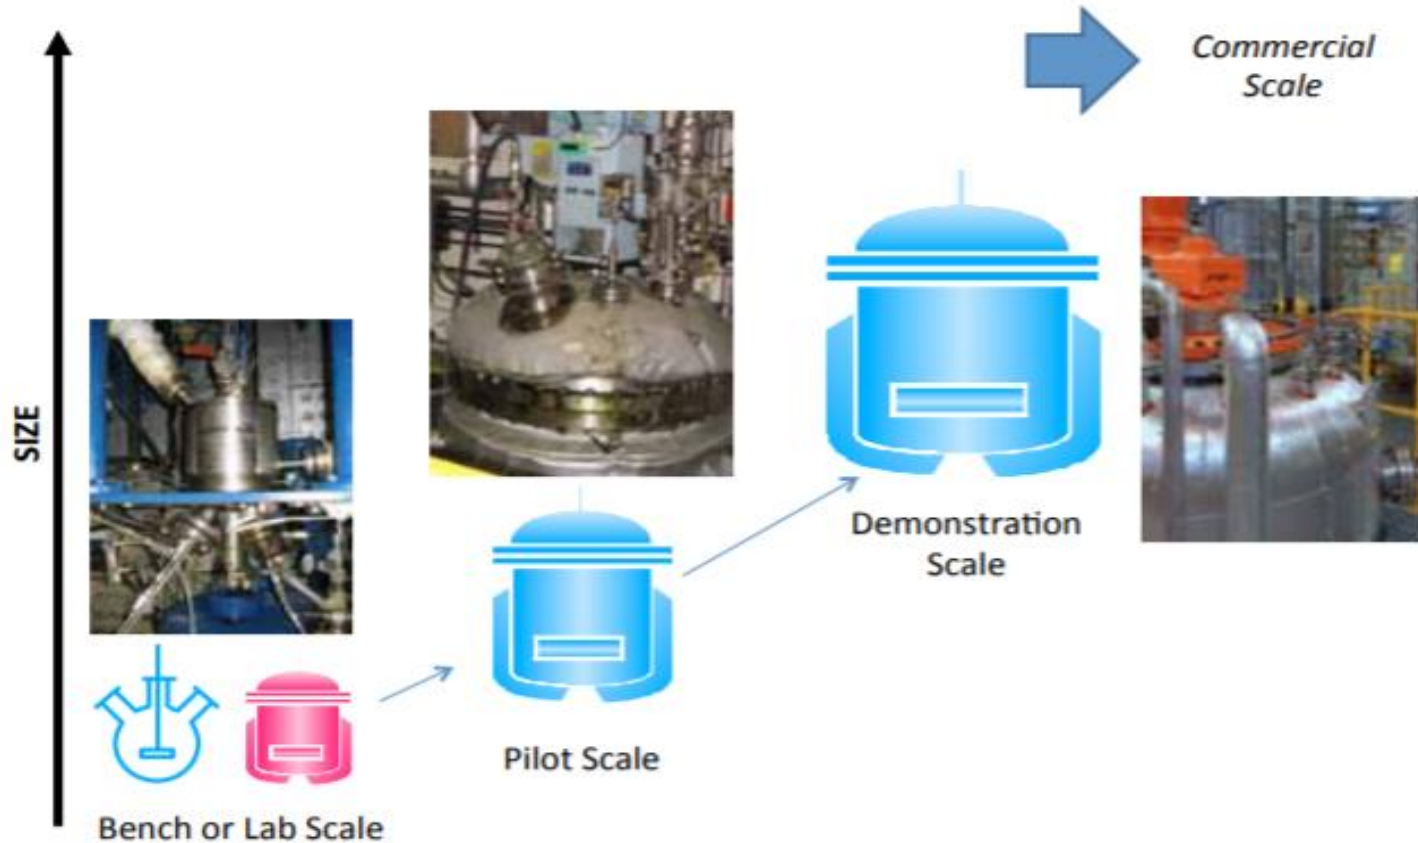 Commercial
Scale
SIZE
Demonstration
Scale
Pilot Scale
Bench or Lab Scale